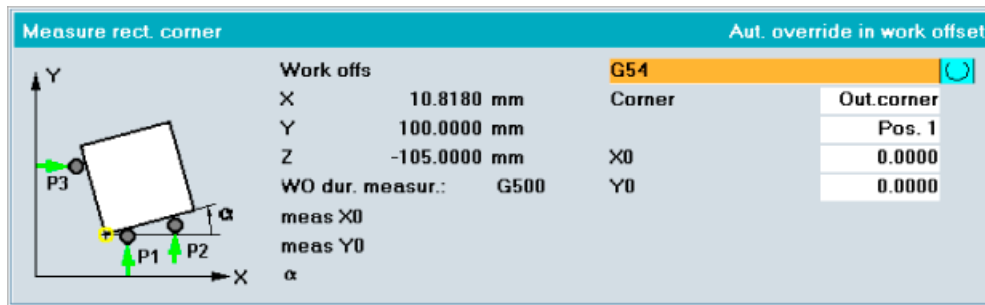 Measure rect. corner Aut. override in work offset
Y
P3
α
P1 P2
X
Work offs G54
X 10.8180 mm Corner Out.corner
Y 100.0000 mm Pos. 1
Z -105.0000 mm X0 0.0000
WO dur. measur.: G500 Y0 0.0000
meas X0
meas Y0
α